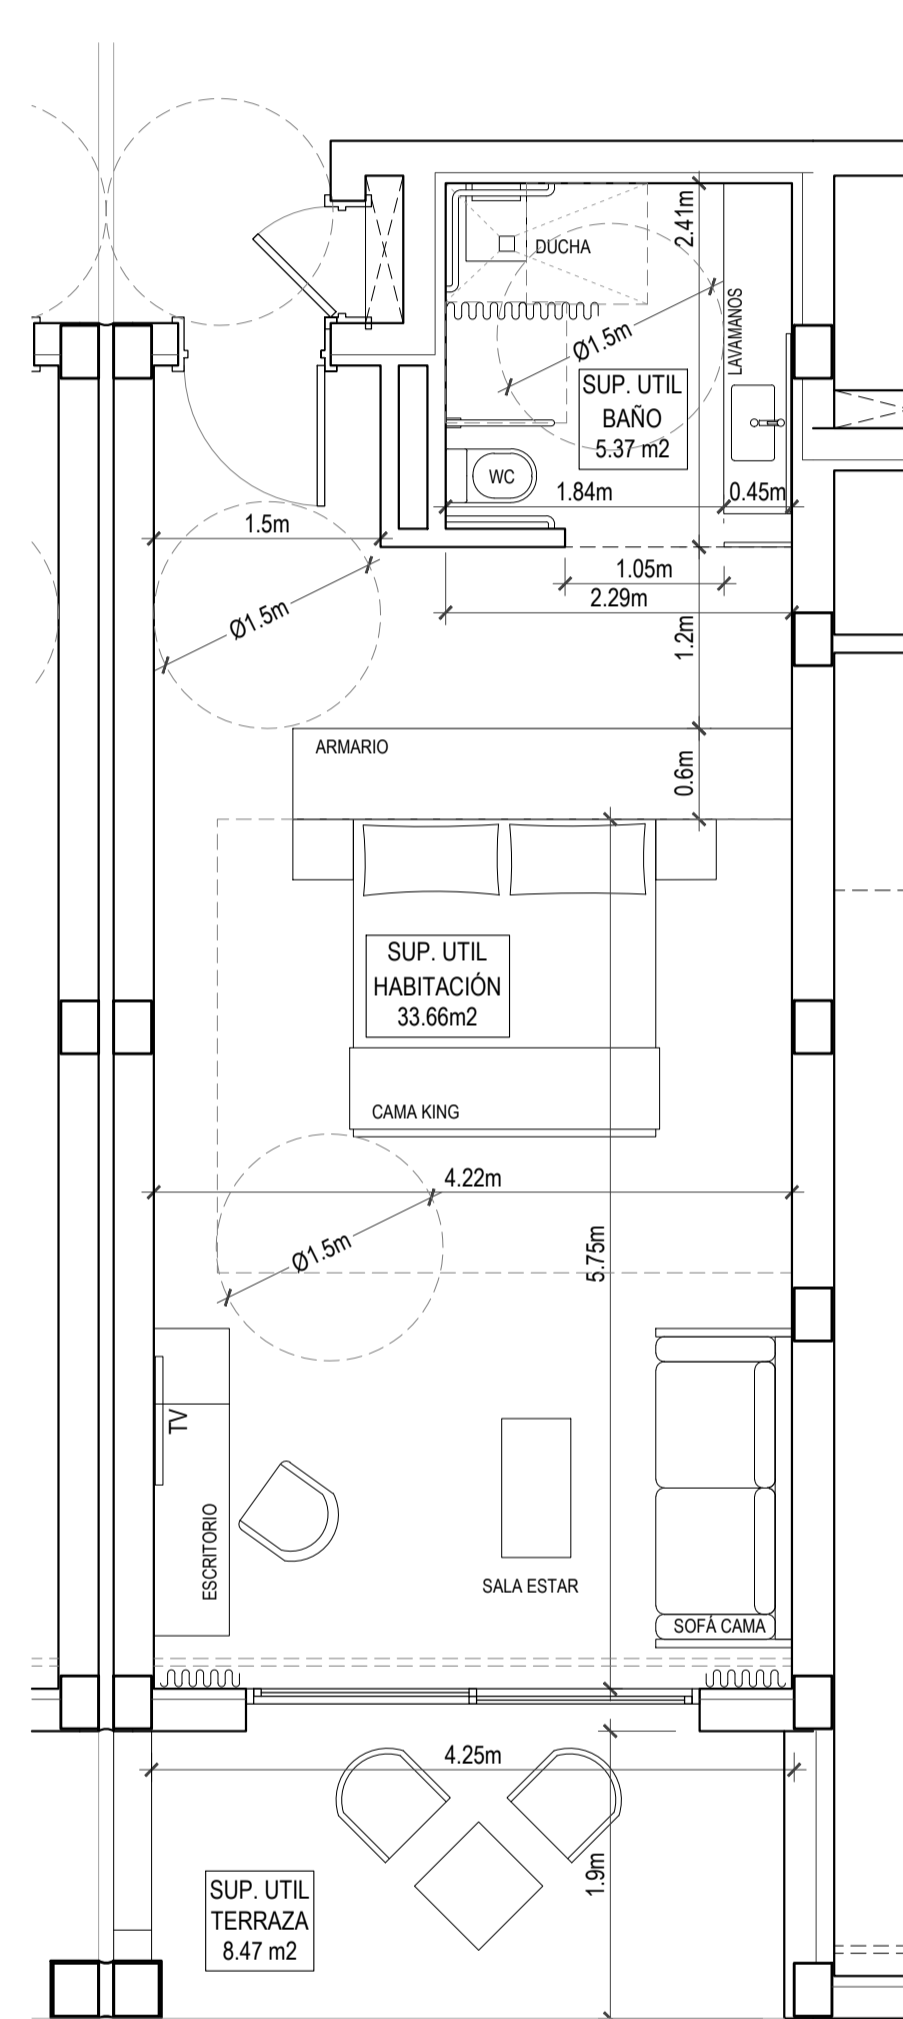 2.41m
DUCHA
LAVAMANOS
Ø1.5m
SUP. UTIL
BAÑO
5.37 m2
WC
1.84m
0.45m
1.5m
1.05m
2.29m
Ø1.5m
1.2m
ARMARIO
0.6m
SUP. UTIL
HABITACIÓN
33.66m2
CAMA KING
4.22m
Ø1.5m
5.75m
TV
ESCRITORIO
SALA ESTAR
SOFÁ CAMA
4.25m
1.9m
SUP. UTIL
TERRAZA
8.47 m2